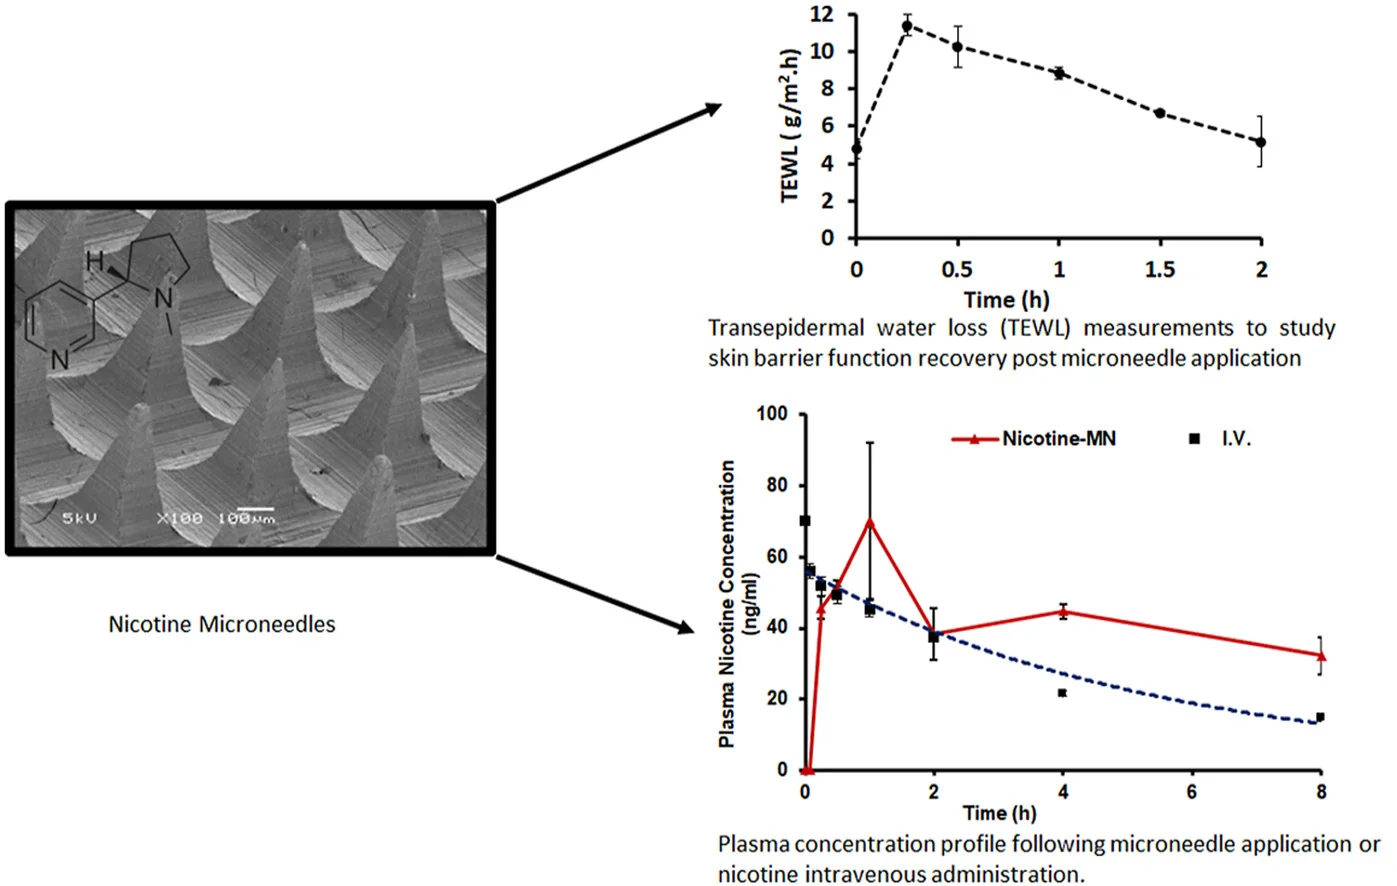 H
N
N
5kV X100 100µm
Nicotine Microneedles
12
10
8
6
4
2
0
TEWL ( g/m².h)
0 0.5 1 1.5 2
Time (h)
Transepidermal water loss (TEWL) measurements to study
skin barrier function recovery post microneedle application
100
80
60
40
20
0
Nicotine-MN I.V.
Plasma Nicotine Concentration
(ng/ml)
0 2 4 6 8
Time (h)
Plasma concentration profile following microneedle application or
nicotine intravenous administration.